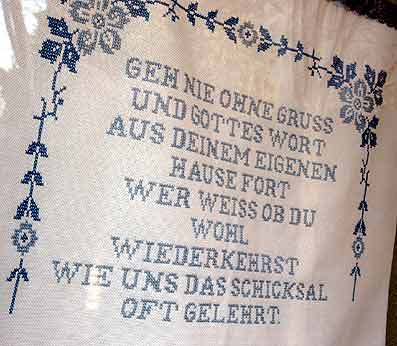 GEH NIE OHNE GRUSS
UND GOTTES WORT
AUS DEINEM EIGENEN
HAUSE FORT
WER WEISS OB DU
WOHL
WIEDERKEHRST
WIE UNS DAS SCHICKSAL
OFT GELEHRT.